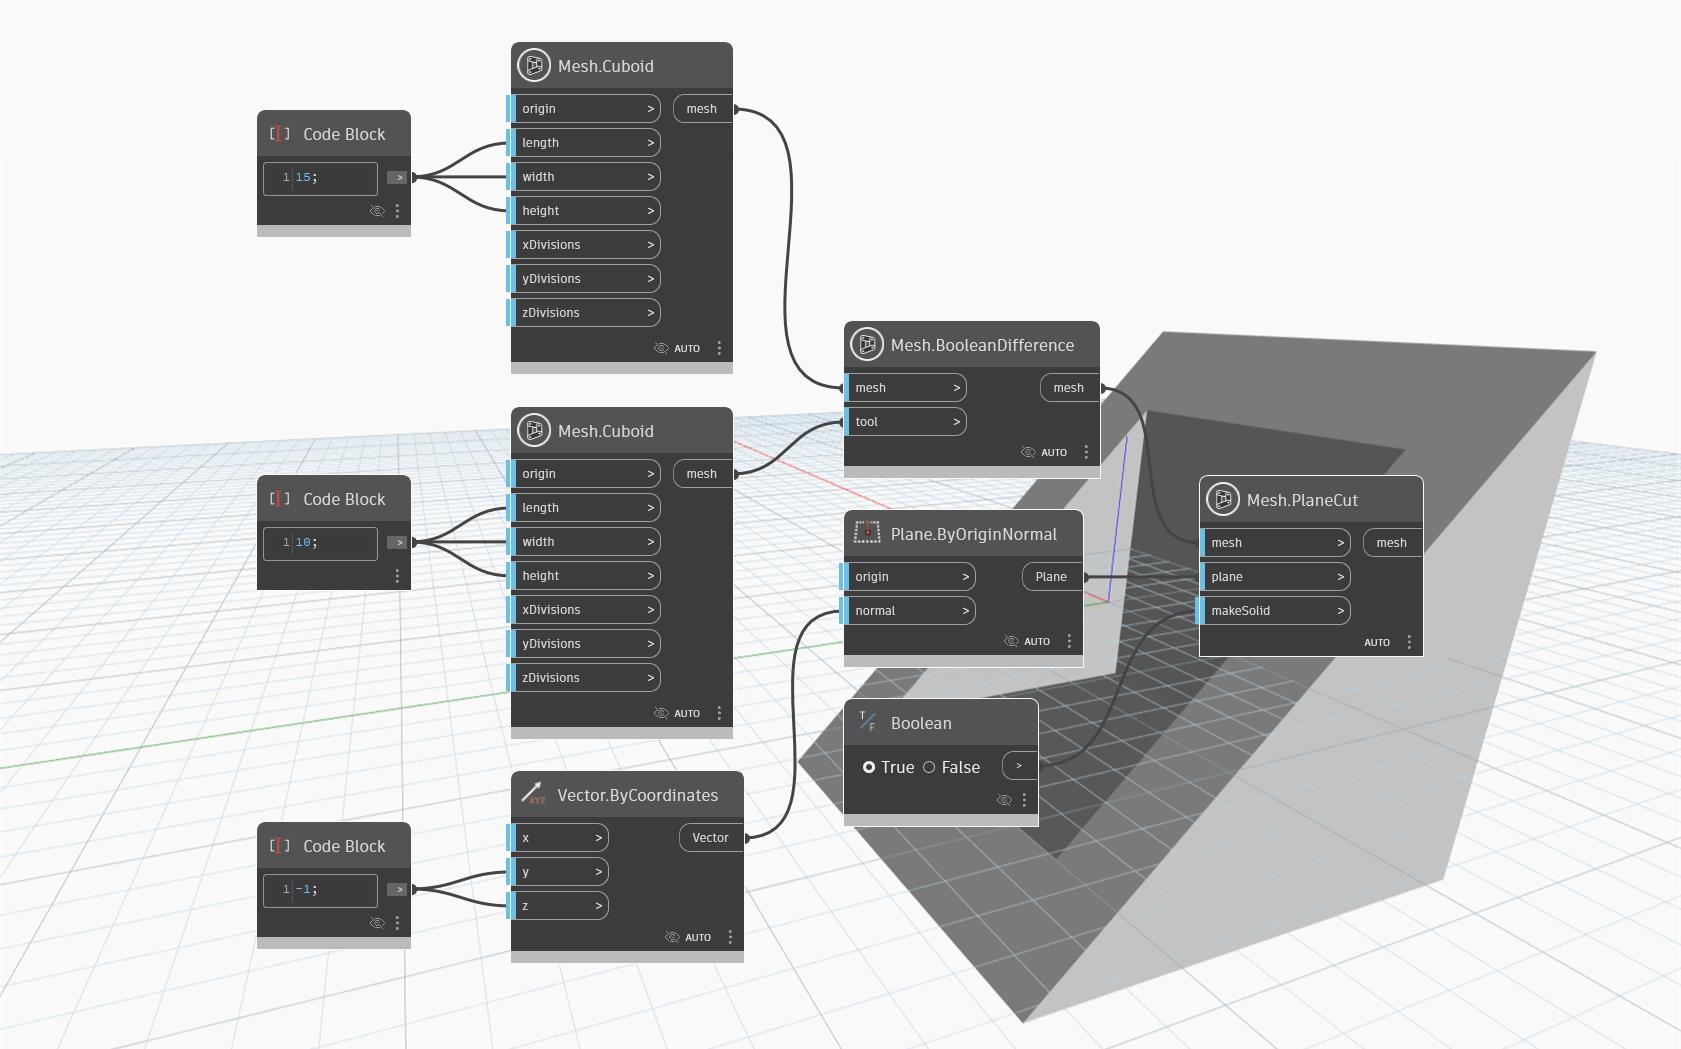 Mesh.Cuboid
origin > mesh
length >
width >
height >
xDivisions >
yDivisions >
zDivisions >
AUTO
Code Block
1 15; >
Mesh.Cuboid
origin > mesh
length >
width >
height >
xDivisions >
yDivisions >
zDivisions >
AUTO
Code Block
1 10; >
Vector.ByCoordinates
XYZ
x > Vector
y >
z >
AUTO
Code Block
1 -1; >
Mesh.BooleanDifference
mesh > mesh
tool >
AUTO
Plane.ByOriginNormal
origin > Plane
normal >
AUTO
T/F Boolean
True False >
Mesh.PlaneCut
mesh > mesh
plane >
makeSolid >
AUTO